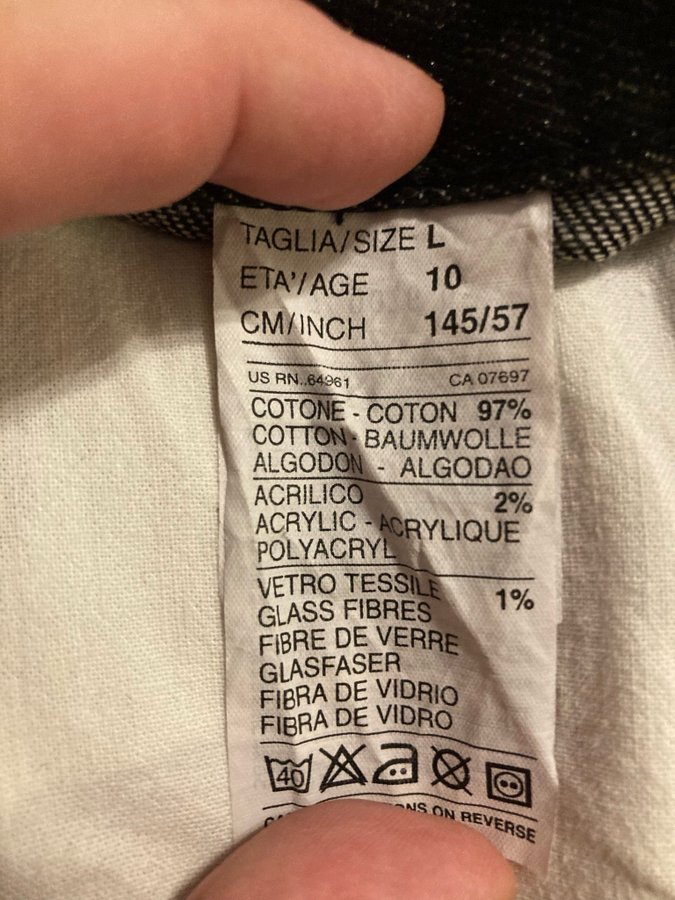 TAGLIA/SIZE L
ETA'/AGE 10
CM/INCH 145/57
US RN..64961 CA 07697
COTONE - COTON 97%
COTTON - BAUMWOLLE
ALGODON - ALGODAO
ACRILICO 2%
ACRYLIC - ACRYLIQUE
POLYACRYL
VETRO TESSILE 1%
GLASS FIBRES
FIBRE DE VERRE
GLASFASER
FIBRA DE VIDRIO
FIBRA DE VIDRO
40
ON REVERSE